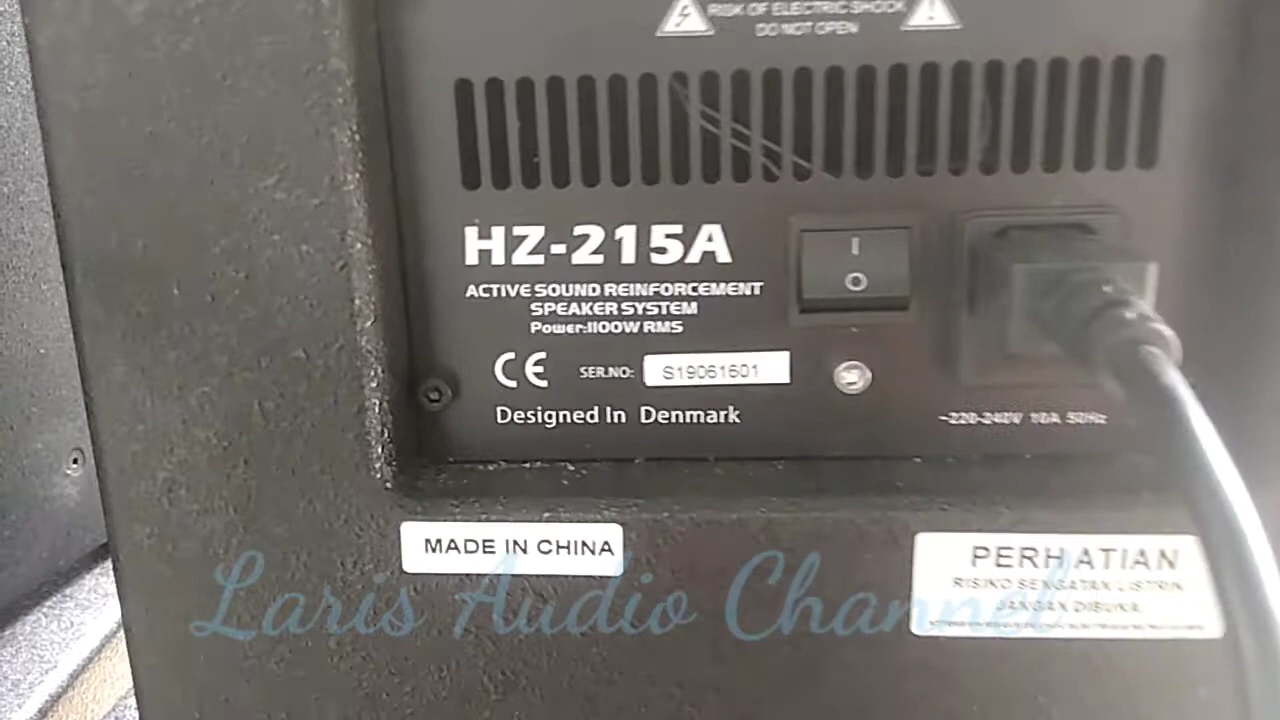 RISK OF ELECTRIC SHOCK
DO NOT OPEN
HZ-215A
ACTIVE SOUND REINFORCEMENT
SPEAKER SYSTEM
Power:1100W RMS
I
O
CE
SER.NO: S19061601
Designed In Denmark
~220-240V 10A 50Hz
MADE IN CHINA
PERHATIAN
RISIKO SENGATAN LISTRIK
JANGAN DIBUKA
Laris Audio Channel